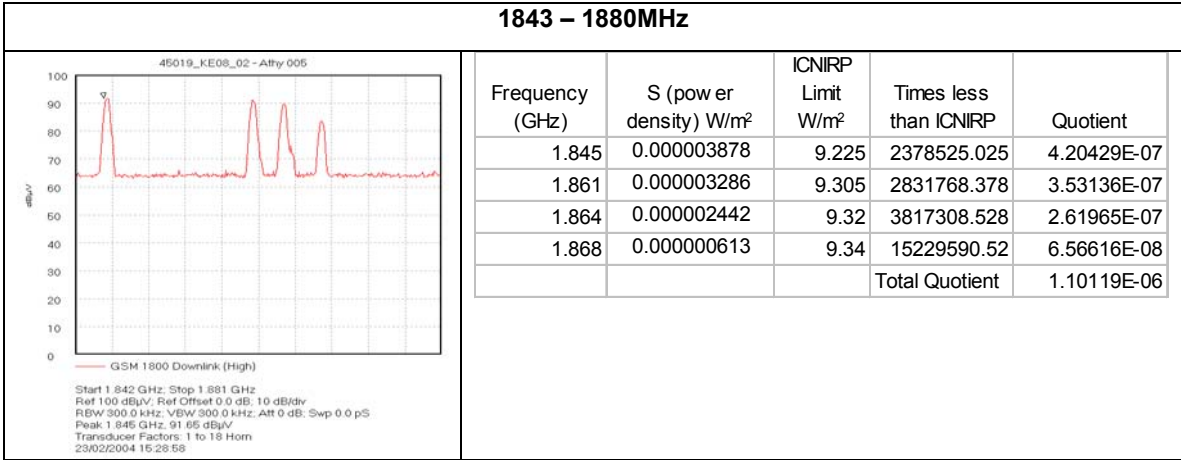 1843 – 1880MHz
45019_KE08_02 - Athy 005
100
90
80
70
60
50
40
30
20
10
0
dBµV
GSM 1800 Downlink (High)
Start 1.842 GHz; Stop 1.881 GHz
Ref 100 dBµV; Ref Offset 0.0 dB; 10 dB/div
RBW 300.0 kHz; VBW 300.0 kHz; Att 0 dB; Swp 0.0 pS
Peak 1.845 GHz, 91.65 dBµV
Transducer Factors: 1 to 18 Horn
23/02/2004 15:28:58
Frequency (GHz) S (pow er density) W/m² ICNIRP Limit W/m² Times less than ICNIRP Quotient
1.845 0.000003878 9.225 2378525.025 4.20429E-07
1.861 0.000003286 9.305 2831768.378 3.53136E-07
1.864 0.000002442 9.32 3817308.528 2.61965E-07
1.868 0.000000613 9.34 15229590.52 6.56616E-08
Total Quotient 1.10119E-06